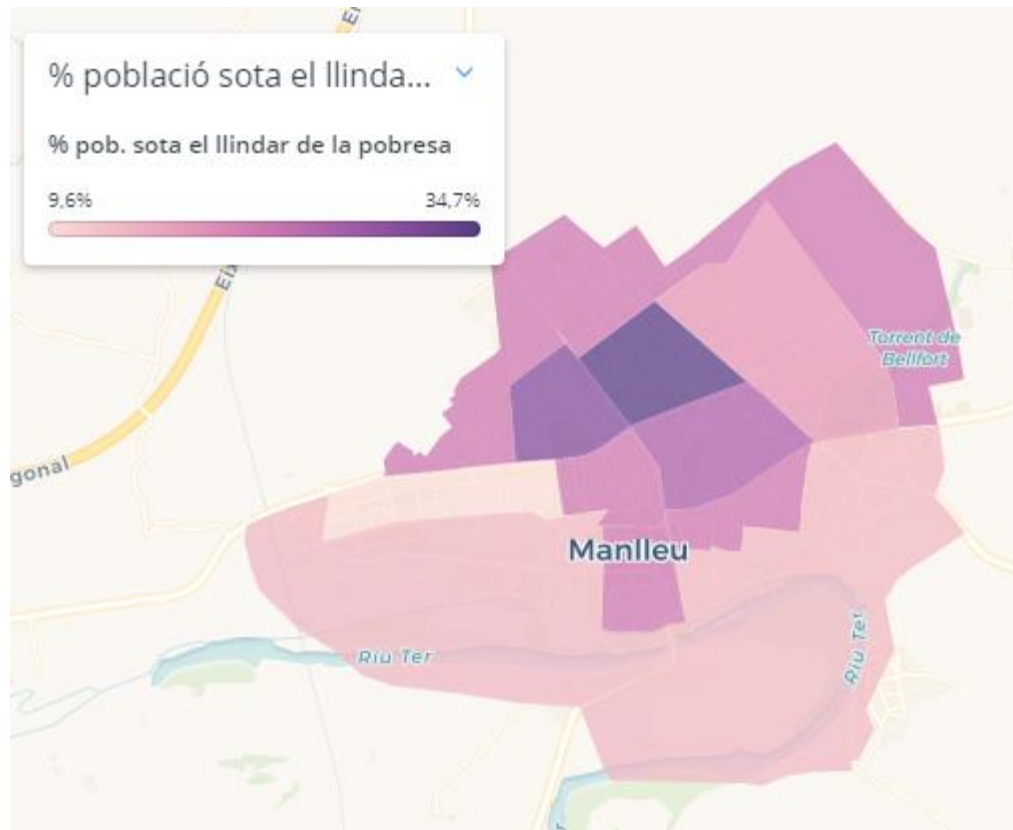 % població sota el llinda...
% pob. sota el llindar de la pobresa
9,6%
34,7%
Eix
Torrent de
Bellfort
gonal
Manlleu
Riu Ter
Riu Ter